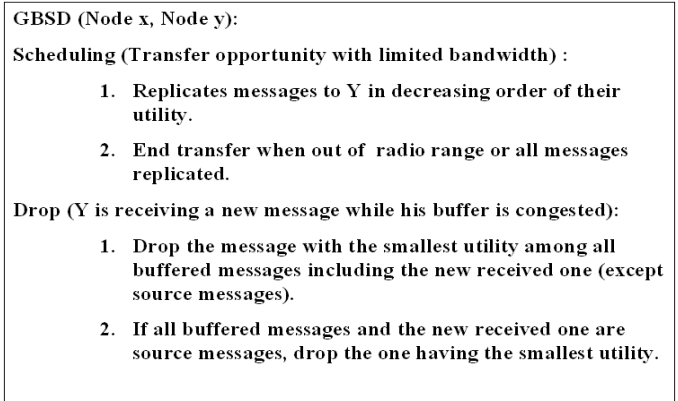 GBSD (Node x, Node y):
Scheduling (Transfer opportunity with limited bandwidth) :
1. Replicates messages to Y in decreasing order of their
utility.
2. End transfer when out of radio range or all messages
replicated.
Drop (Y is receiving a new message while his buffer is congested):
1. Drop the message with the smallest utility among all
buffered messages including the new received one (except
source messages).
2. If all buffered messages and the new received one are
source messages, drop the one having the smallest utility.